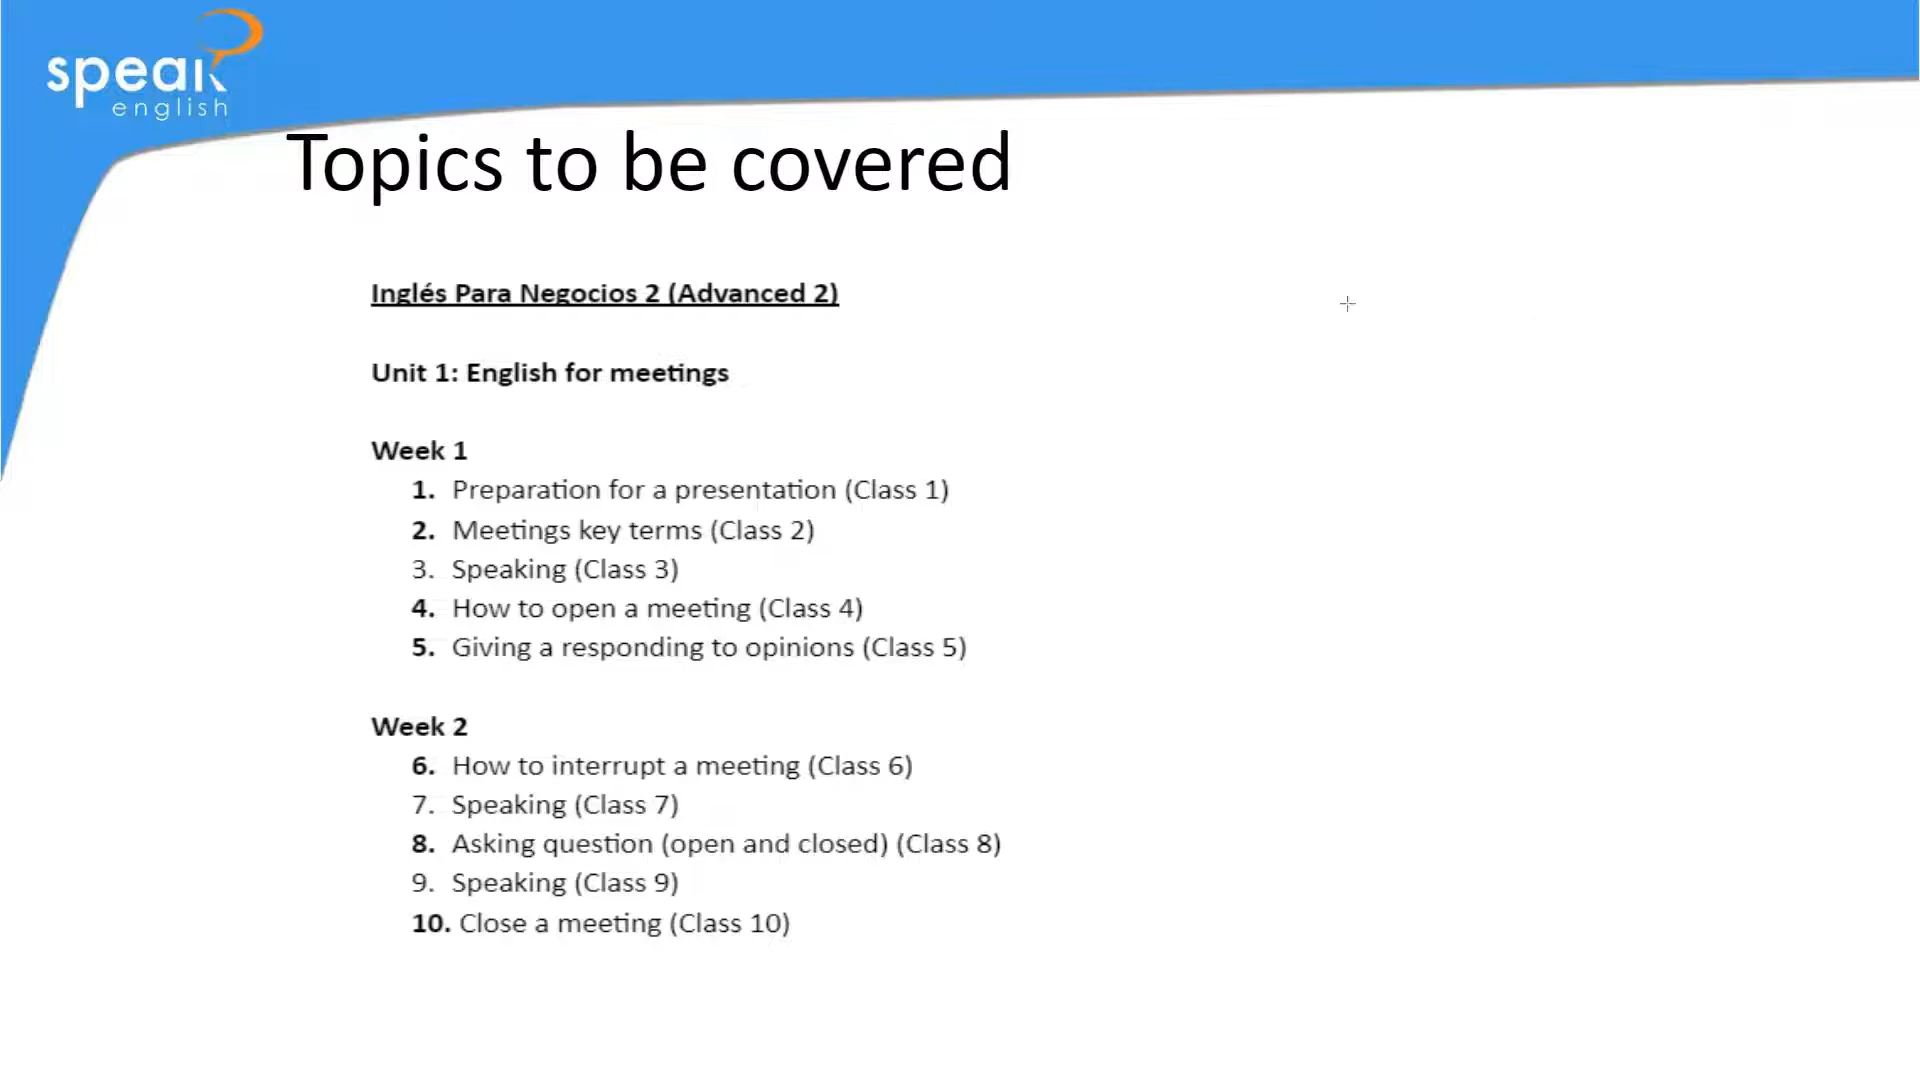 speak
english
Topics to be covered
Inglés Para Negocios 2 (Advanced 2)
Unit 1: English for meetings
Week 1
1. Preparation for a presentation (Class 1)
2. Meetings key terms (Class 2)
3. Speaking (Class 3)
4. How to open a meeting (Class 4)
5. Giving a responding to opinions (Class 5)
Week 2
6. How to interrupt a meeting (Class 6)
7. Speaking (Class 7)
8. Asking question (open and closed) (Class 8)
9. Speaking (Class 9)
10. Close a meeting (Class 10)